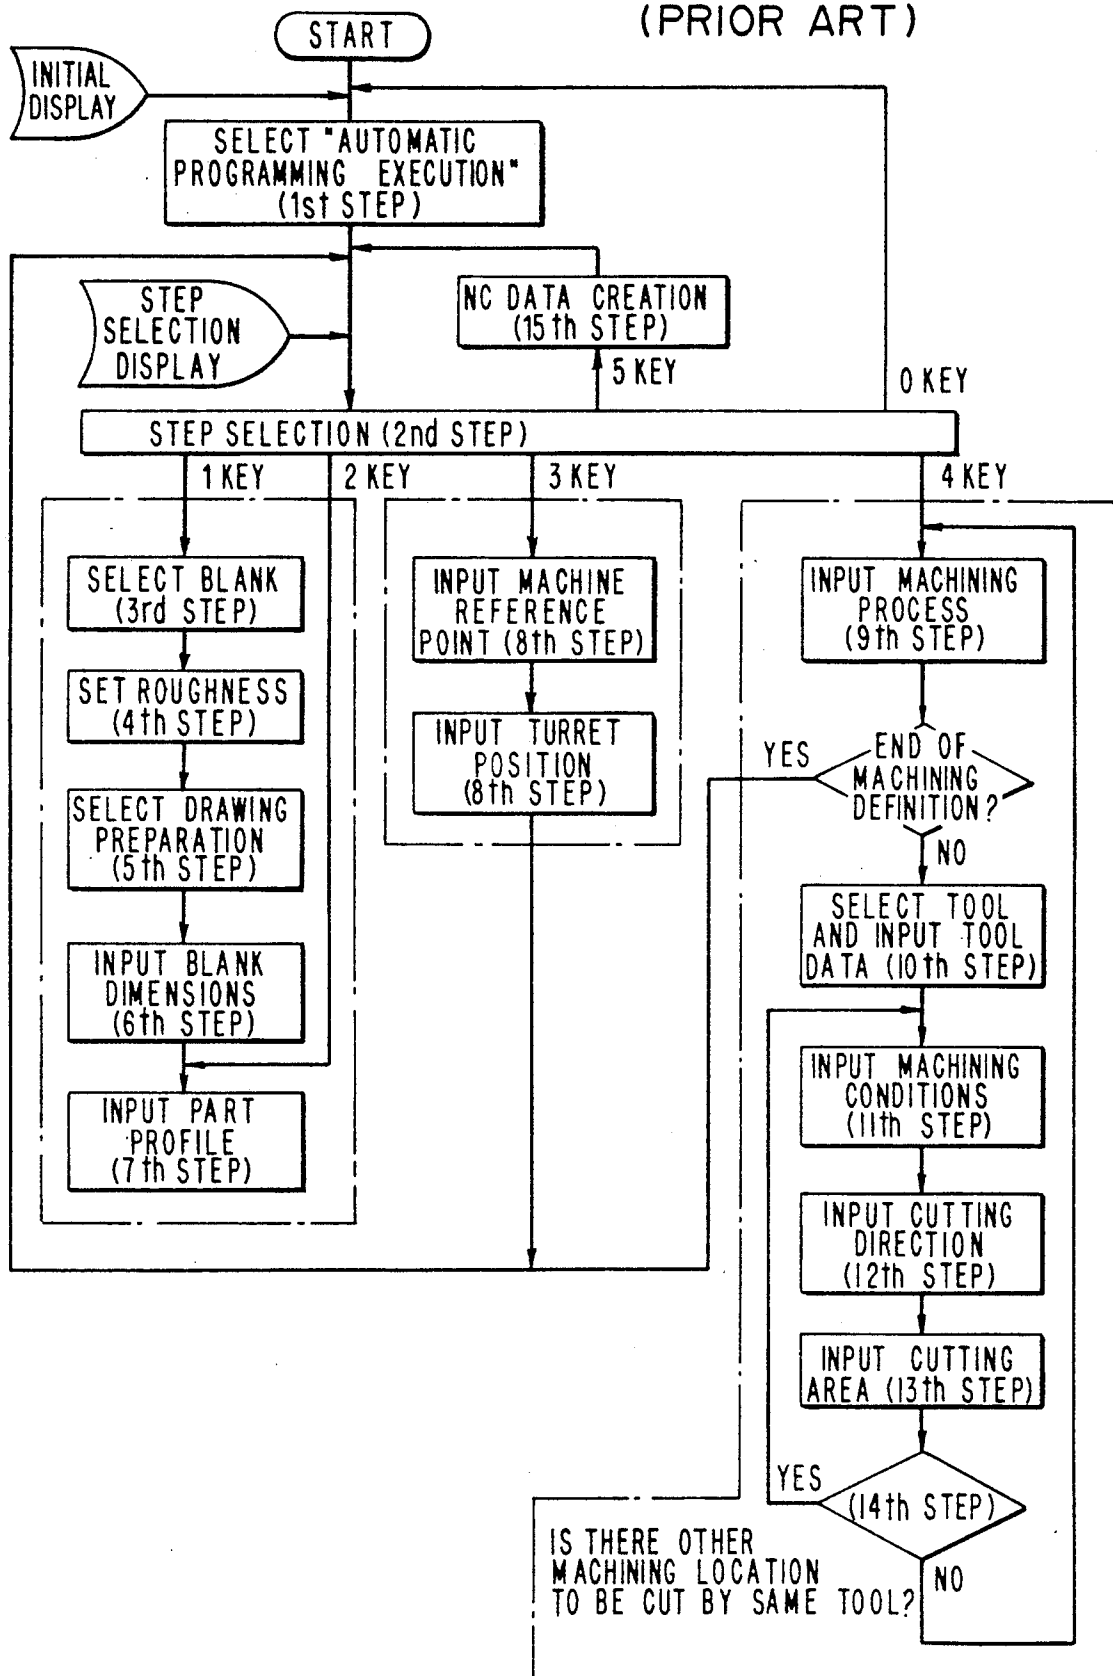 (PRIOR ART)
START
INITIAL
DISPLAY
SELECT "AUTOMATIC
PROGRAMMING EXECUTION"
(1st STEP)
STEP
SELECTION
DISPLAY
NC DATA CREATION
(15th STEP)
5 KEY
0 KEY
STEP SELECTION (2nd STEP)
1 KEY
2 KEY
3 KEY
4 KEY
SELECT BLANK
(3rd STEP)
SET ROUGHNESS
(4th STEP)
SELECT DRAWING
PREPARATION
(5th STEP)
INPUT BLANK
DIMENSIONS
(6th STEP)
INPUT PART
PROFILE
(7th STEP)
INPUT MACHINE
REFERENCE
POINT (8th STEP)
INPUT TURRET
POSITION
(8th STEP)
INPUT MACHINING
PROCESS
(9th STEP)
YES
END OF
MACHINING
DEFINITION?
NO
SELECT TOOL
AND INPUT TOOL
DATA (10th STEP)
INPUT MACHINING
CONDITIONS
(11th STEP)
INPUT CUTTING
DIRECTION
(12th STEP)
INPUT CUTTING
AREA (13th STEP)
YES
(14th STEP)
IS THERE OTHER
MACHINING LOCATION
TO BE CUT BY SAME TOOL?
NO